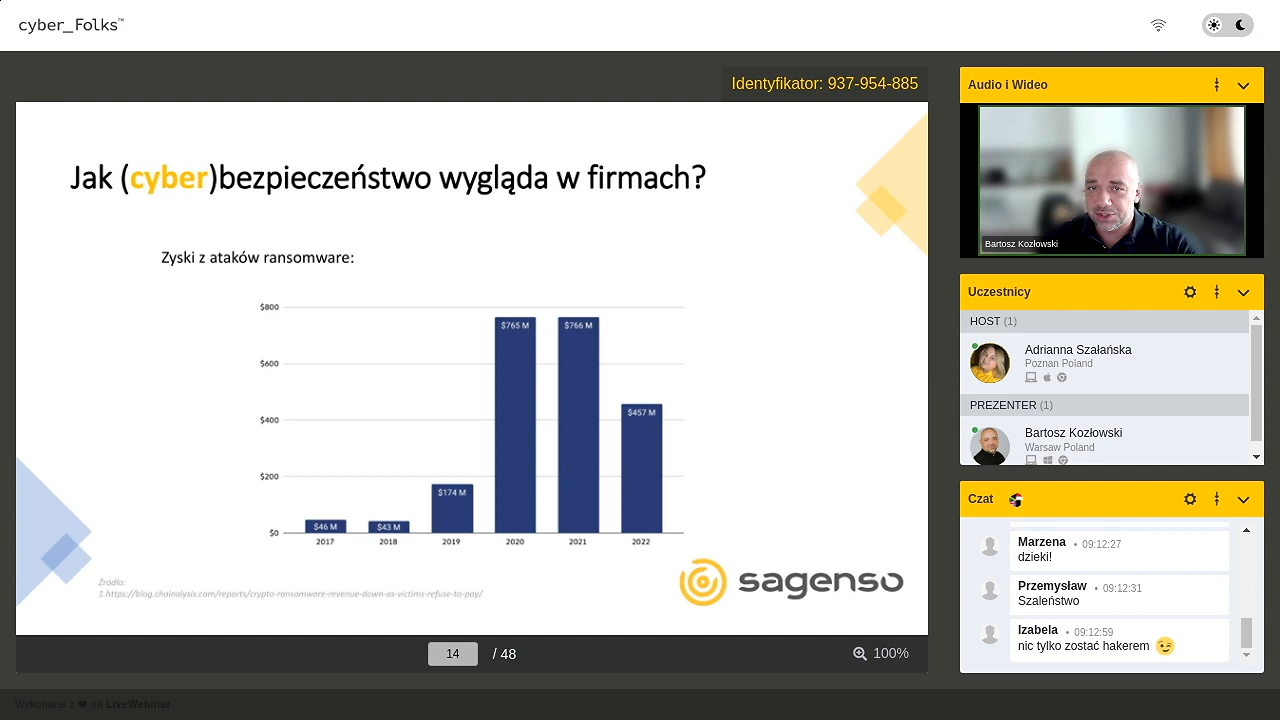 cyber_Folks™
Identyfikator: 937-954-885
Jak (cyber)bezpieczeństwo wygląda w firmach?
Zyski z ataków ransomware:
$800
$600
$400
$200
$0
$46 M
$43 M
$174 M
$765 M
$766 M
$457 M
2017
2018
2019
2020
2021
2022
Źródło:
1.https://blog.chainalysis.com/reports/crypto-ransomware-revenue-down-as-victims-refuse-to-pay/
sagenso
14 / 48
100%
Audio i Wideo
Bartosz Kozłowski
Uczestnicy
HOST (1)
Adrianna Szałańska
Poznan Poland
PREZENTER (1)
Bartosz Kozłowski
Warsaw Poland
Czat
Marzena • 09:12:27
dzieki!
Przemysław • 09:12:31
Szaleństwo
Izabela • 09:12:59
nic tylko zostać hakerem 😉
Wykonane z ❤ od LiveWebinar